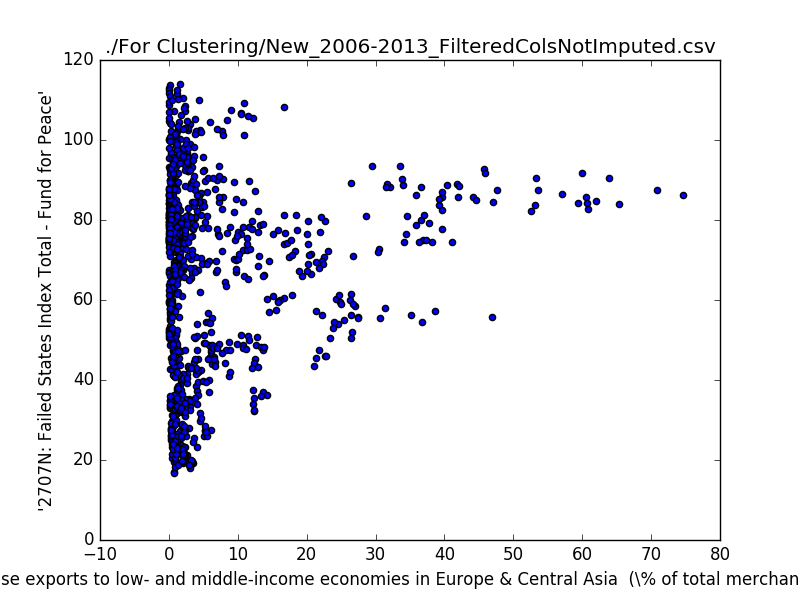 ./For Clustering/New_2006-2013_FilteredColsNotImputed.csv
120
100
80
60
40
20
0
'2707N: Failed States Index Total - Fund for Peace'
−10 0 10 20 30 40 50 60 70 80
se exports to low- and middle-income economies in Europe & Central Asia (\% of total merchan